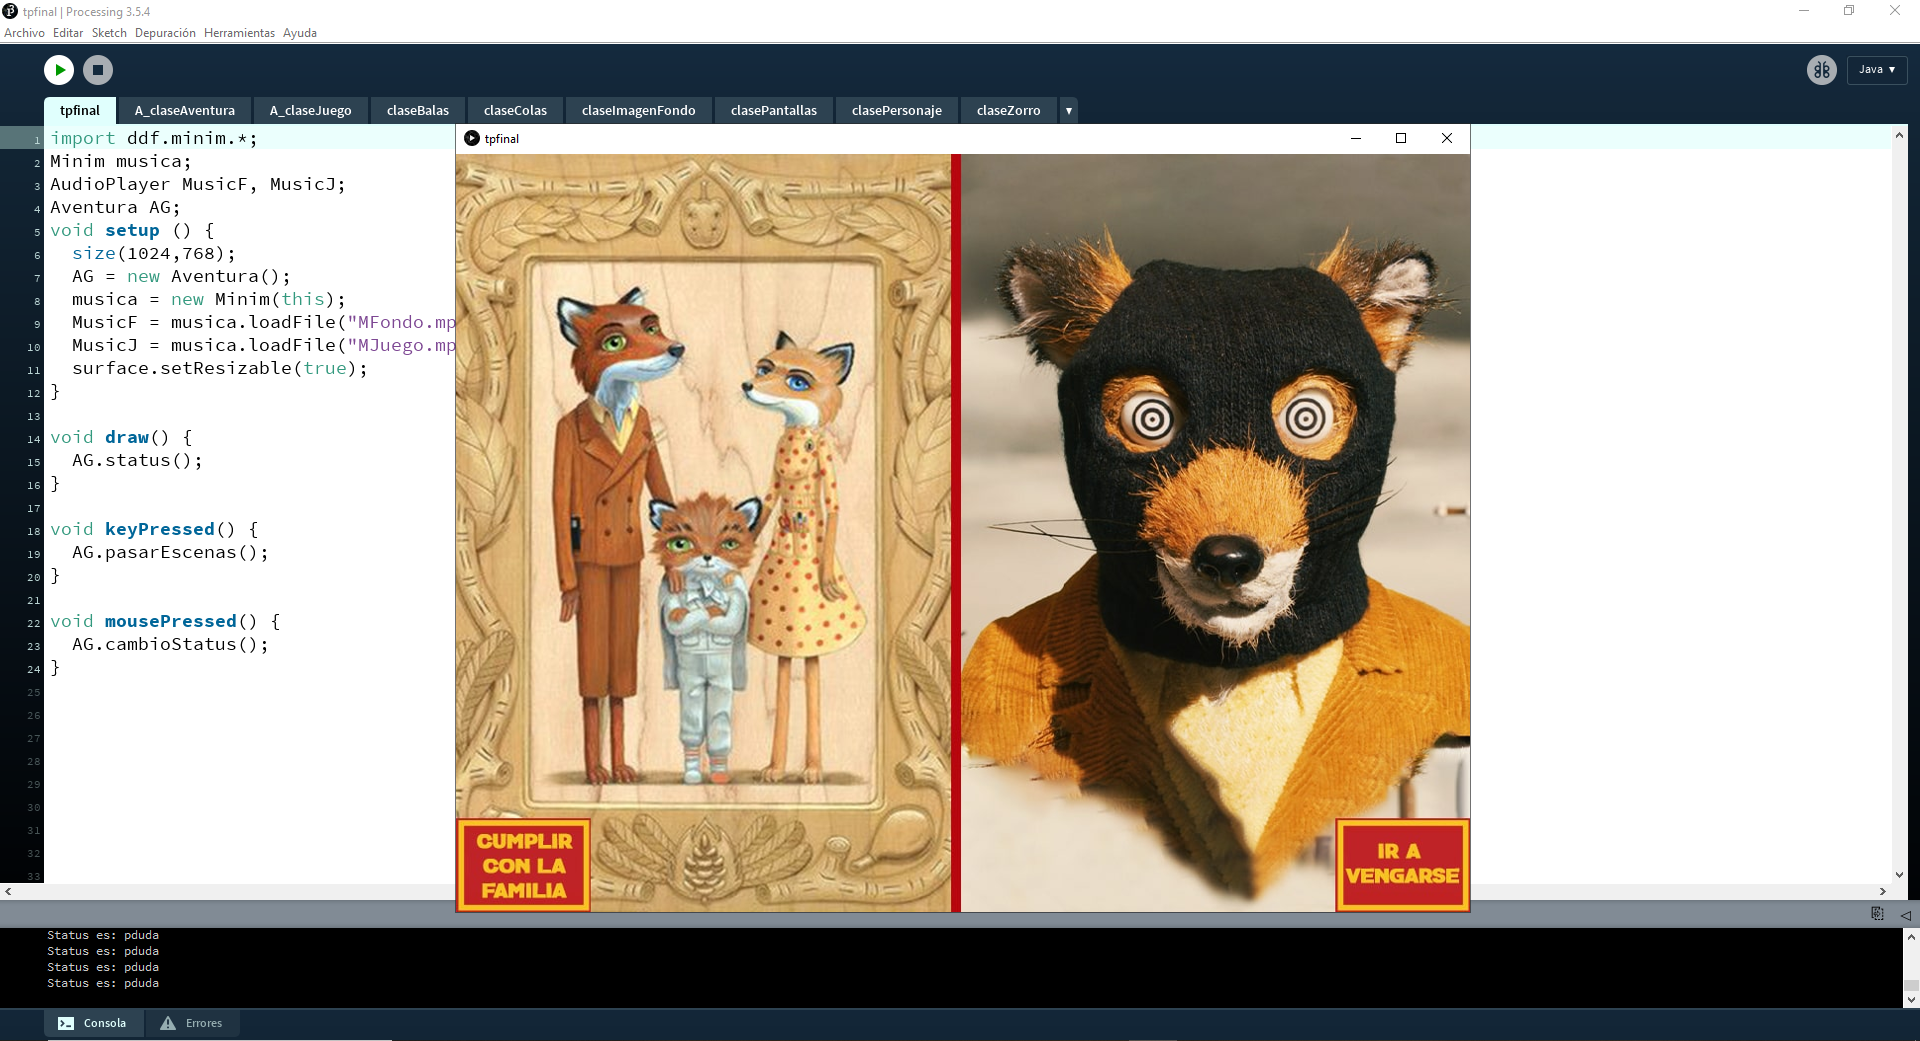 tpfinal | Processing 3.5.4
Archivo Editar Sketch Depuración Herramientas Ayuda
Java ▾
tpfinal A_claseAventura A_claseJuego claseBalas claseColas claseImagenFondo clasePantallas clasePersonaje claseZorro ▾
1 import ddf.minim.*;
2 Minim musica;
3 AudioPlayer MusicF, MusicJ;
4 Aventura AG;
5 void setup () {
6 size(1024,768);
7 AG = new Aventura();
8 musica = new Minim(this);
9 MusicF = musica.loadFile("MFondo.mp
10 MusicJ = musica.loadFile("MJuego.mp
11 surface.setResizable(true);
12 }
13
14 void draw() {
15 AG.status();
16 }
17
18 void keyPressed() {
19 AG.pasarEscenas();
20 }
21
22 void mousePressed() {
23 AG.cambioStatus();
24 }
25
26
27
28
29
30
31
32
33
tpfinal
CUMPLIR
CON LA
FAMILIA
IR A
VENGARSE
Status es: pduda
Status es: pduda
Status es: pduda
Status es: pduda
Consola Errores